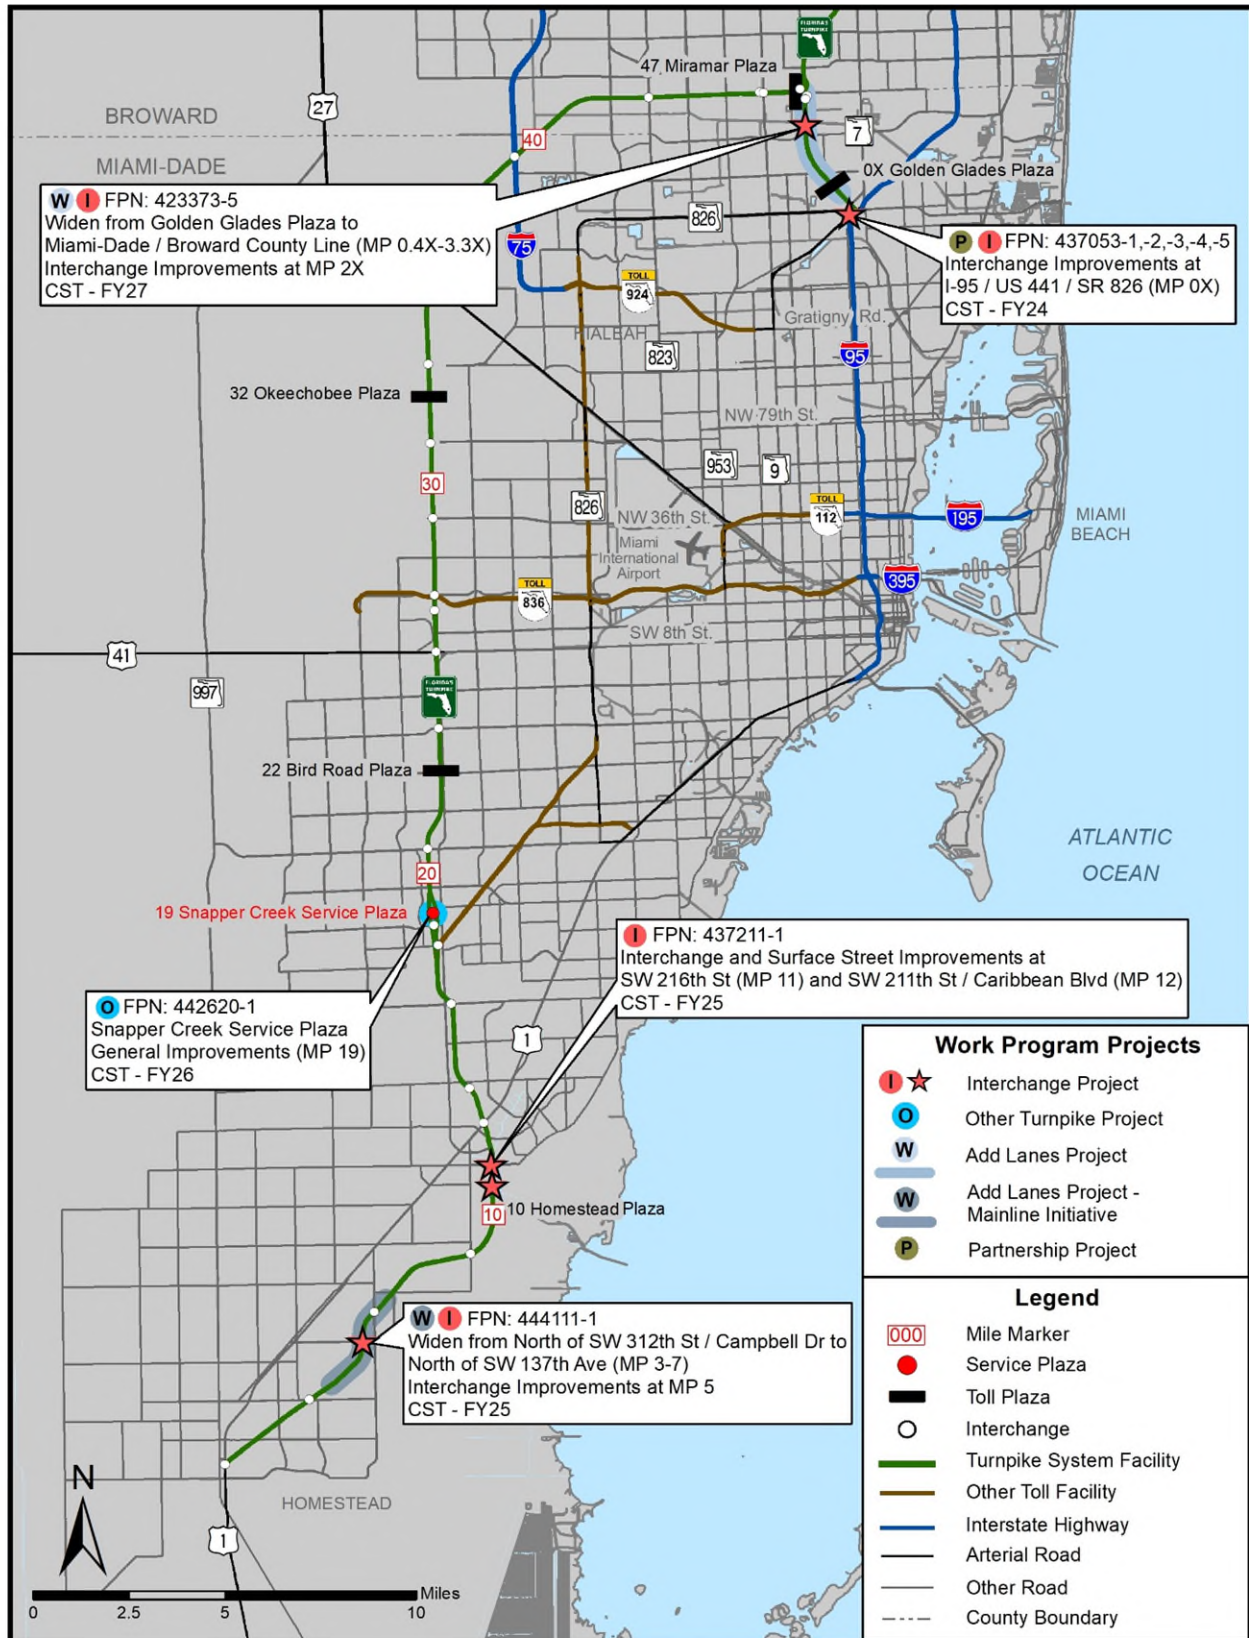 FLORIDA'S
TURNPIKE
47 Miramar Plaza
27
BROWARD
40
7
MIAMI-DADE
0X Golden Glades Plaza
W I FPN: 423373-5
Widen from Golden Glades Plaza to
Miami-Dade / Broward County Line (MP 0.4X-3.3X)
Interchange Improvements at MP 2X
CST - FY27
826
75
P I FPN: 437053-1,-2,-3,-4,-5
Interchange Improvements at
I-95 / US 441 / SR 826 (MP 0X)
CST - FY24
TOLL
924
Gratigny Rd.
HIALEAH
823
95
32 Okeechobee Plaza
NW 79th St.
953
9
30
826
NW 36th St.
TOLL
112
195
MIAMI
BEACH
Miami
International
Airport
395
TOLL
836
SW 8th St.
41
997
FLORIDA'S
TURNPIKE
22 Bird Road Plaza
ATLANTIC
OCEAN
20
19 Snapper Creek Service Plaza
I FPN: 437211-1
Interchange and Surface Street Improvements at
SW 216th St (MP 11) and SW 211th St / Caribbean Blvd (MP 12)
CST - FY25
O FPN: 442620-1
Snapper Creek Service Plaza
General Improvements (MP 19)
CST - FY26
1
10 Homestead Plaza
10
W I FPN: 444111-1
Widen from North of SW 312th St / Campbell Dr to
North of SW 137th Ave (MP 3-7)
Interchange Improvements at MP 5
CST - FY25
N
HOMESTEAD
1
Miles
0 2.5 5 10
Work Program Projects
I Interchange Project
O Other Turnpike Project
W Add Lanes Project
W Add Lanes Project -
Mainline Initiative
P Partnership Project
Legend
000 Mile Marker
Service Plaza
Toll Plaza
Interchange
Turnpike System Facility
Other Toll Facility
Interstate Highway
Arterial Road
Other Road
County Boundary